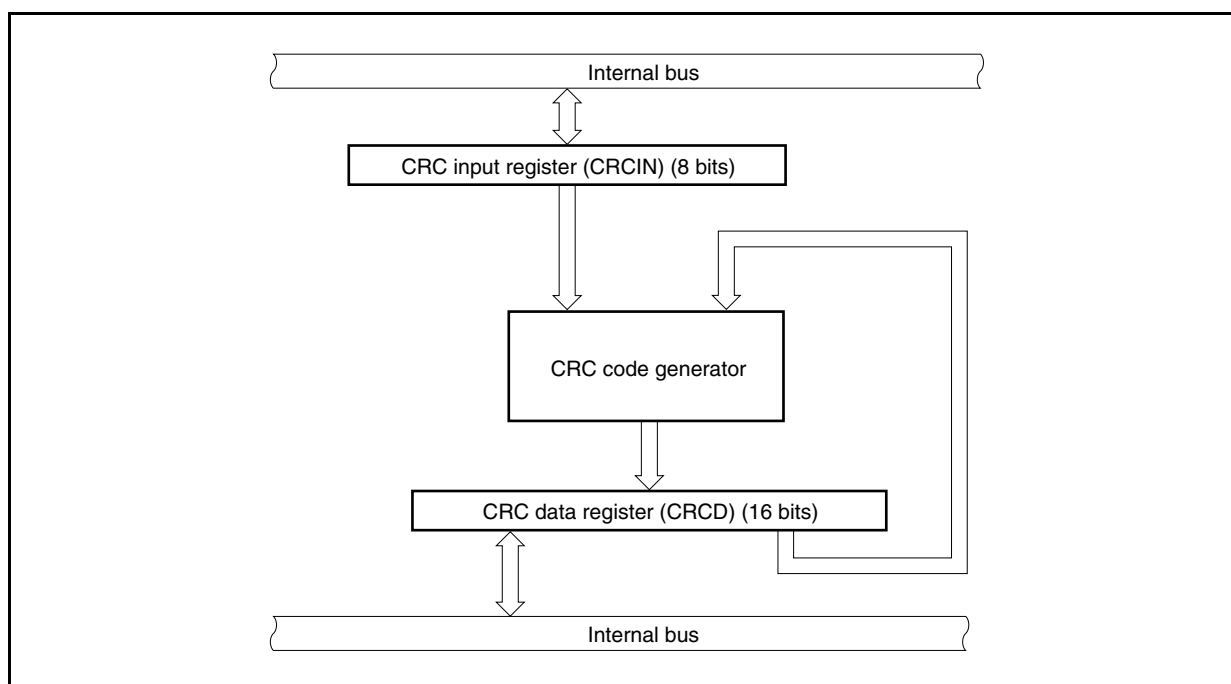 Internal bus
CRC input register (CRCIN) (8 bits)
CRC code generator
CRC data register (CRCD) (16 bits)
Internal bus